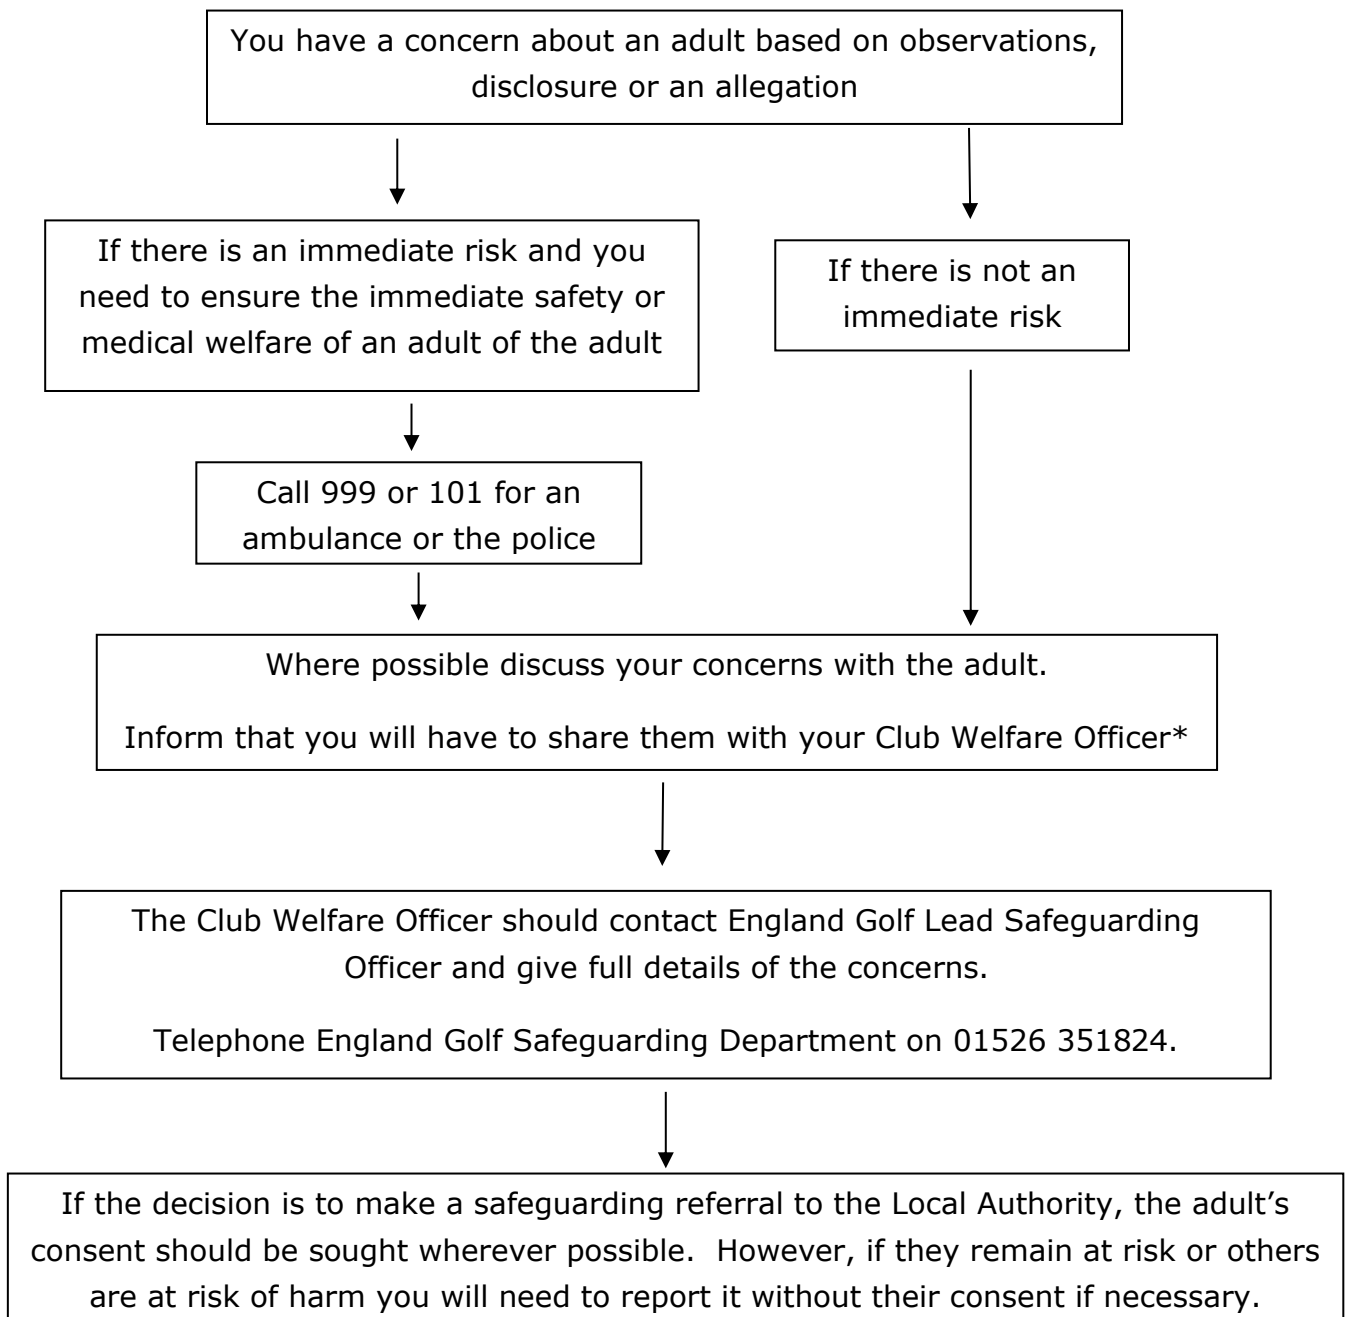 You have a concern about an adult based on observations,
disclosure or an allegation
If there is an immediate risk and you
need to ensure the immediate safety or
medical welfare of an adult of the adult
If there is not an
immediate risk
Call 999 or 101 for an
ambulance or the police
Where possible discuss your concerns with the adult.
Inform that you will have to share them with your Club Welfare Officer*
The Club Welfare Officer should contact England Golf Lead Safeguarding
Officer and give full details of the concerns.
Telephone England Golf Safeguarding Department on 01526 351824.
If the decision is to make a safeguarding referral to the Local Authority, the adult’s
consent should be sought wherever possible.  However, if they remain at risk or others
are at risk of harm you will need to report it without their consent if necessary.